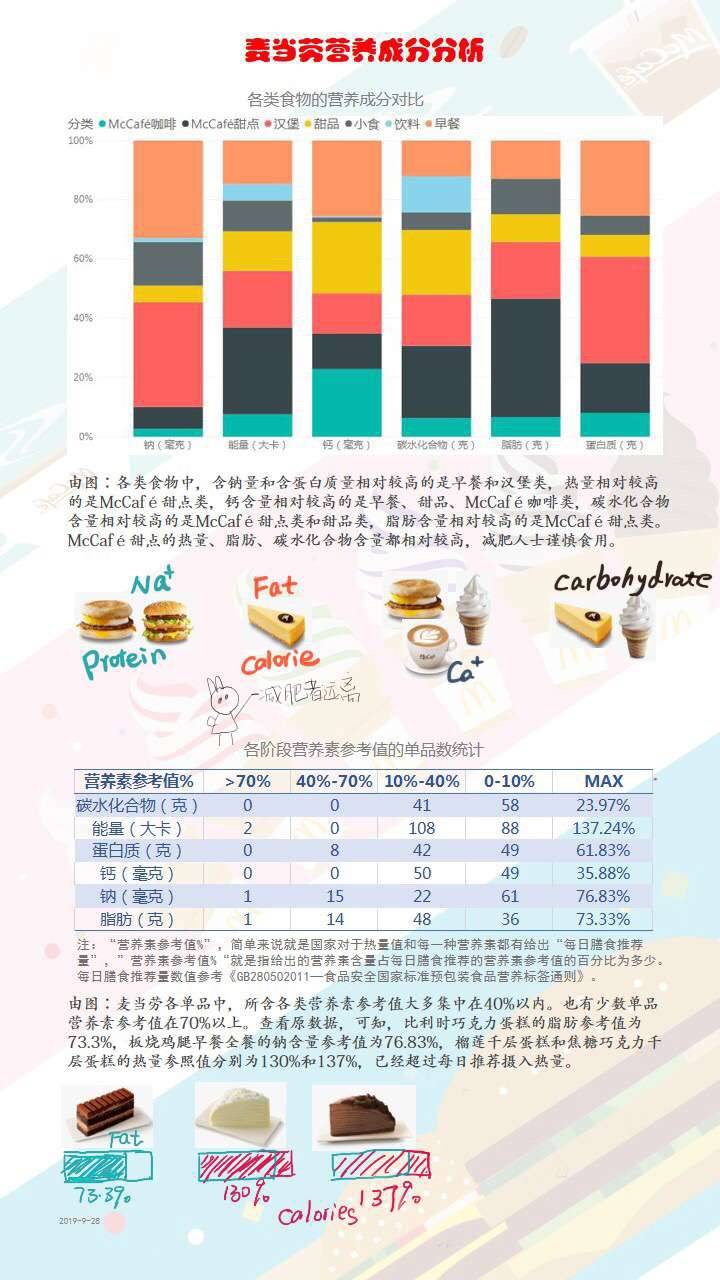 麦当劳营养成分分析
各类食物的营养成分对比
分类 McCafé咖啡 McCafé甜点 汉堡 甜品 小食 饮料 早餐
100%
80%
60%
40%
20%
0%
钠（毫克） 能量（大卡） 钙（毫克） 碳水化合物（克） 脂肪（克） 蛋白质（克）
由图：各类食物中，含钠量和含蛋白质量相对较高的是早餐和汉堡类，热量相对较高
的是McCafé甜点类，钙含量相对较高的是早餐、甜品、McCafé咖啡类，碳水化合物
含量相对较高的是McCafé甜点类和甜品类，脂肪含量相对较高的是McCafé甜点类。
McCafé甜点的热量、脂肪、碳水化合物含量都相对较高，减肥人士谨慎食用。
Na+
Protein
Fat
Calorie
Ca+
carbohydrate
减肥者远离
各阶段营养素参考值的单品数统计
营养素参考值% >70% 40%-70% 10%-40% 0-10% MAX
碳水化合物（克） 0 0 41 58 23.97%
能量（大卡） 2 0 108 88 137.24%
蛋白质（克） 0 8 42 49 61.83%
钙（毫克） 0 0 50 49 35.88%
钠（毫克） 1 15 22 61 76.83%
脂肪（克） 1 14 48 36 73.33%
注：“营养素参考值%”，简单来说就是国家对于热量值和每一种营养素都有给出“每日膳食推荐
量”，”营养素参考值%“就是指给出的营养素含量占每日膳食推荐的营养素参考值的百分比为多少。
每日膳食推荐量数值参考《GB280502011—食品安全国家标准预包装食品营养标签通则》。
由图：麦当劳各单品中，所含各类营养素参考值大多集中在40%以内。也有少数单品
营养素参考值在70%以上。查看原数据，可知，比利时巧克力蛋糕的脂肪参考值为
73.3%，板烧鸡腿早餐全餐的钠含量参考值为76.83%，榴莲千层蛋糕和焦糖巧克力千
层蛋糕的热量参照值分别为130%和137%，已经超过每日推荐摄入热量。
Fat
73.3%
130%
137%
Calories
2019-9-28
McCafé